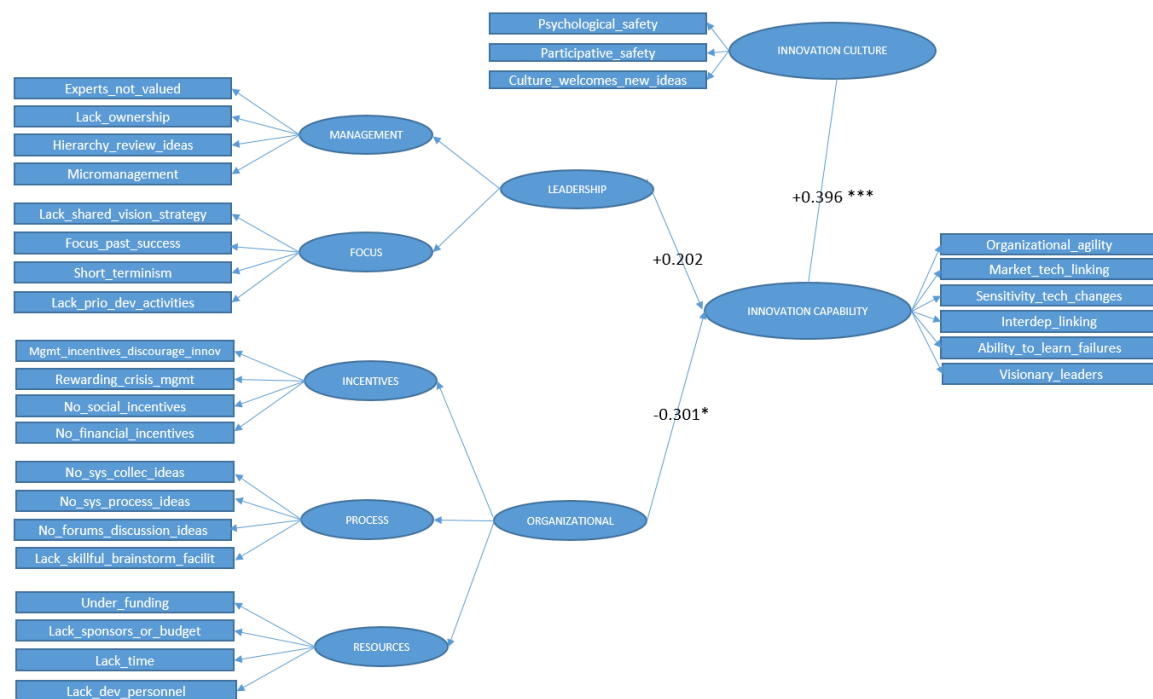 Psychological_safety
Participative_safety
Culture_welcomes_new_ideas
INNOVATION CULTURE
Experts_not_valued
Lack_ownership
Hierarchy_review_ideas
Micromanagement
MANAGEMENT
Lack_shared_vision_strategy
Focus_past_success
Short_terminism
Lack_prio_dev_activities
FOCUS
LEADERSHIP
+0.396 ***
+0.202
INNOVATION CAPABILITY
Organizational_agility
Market_tech_linking
Sensitivity_tech_changes
Interdep_linking
Ability_to_learn_failures
Visionary_leaders
Mgmt_incentives_discourage_innov
Rewarding_crisis_mgmt
No_social_incentives
No_financial_incentives
INCENTIVES
-0.301*
No_sys_collec_ideas
No_sys_process_ideas
No_forums_discussion_ideas
Lack_skillful_brainstorm_facilit
PROCESS
ORGANIZATIONAL
Under_funding
Lack_sponsors_or_budget
Lack_time
Lack_dev_personnel
RESOURCES